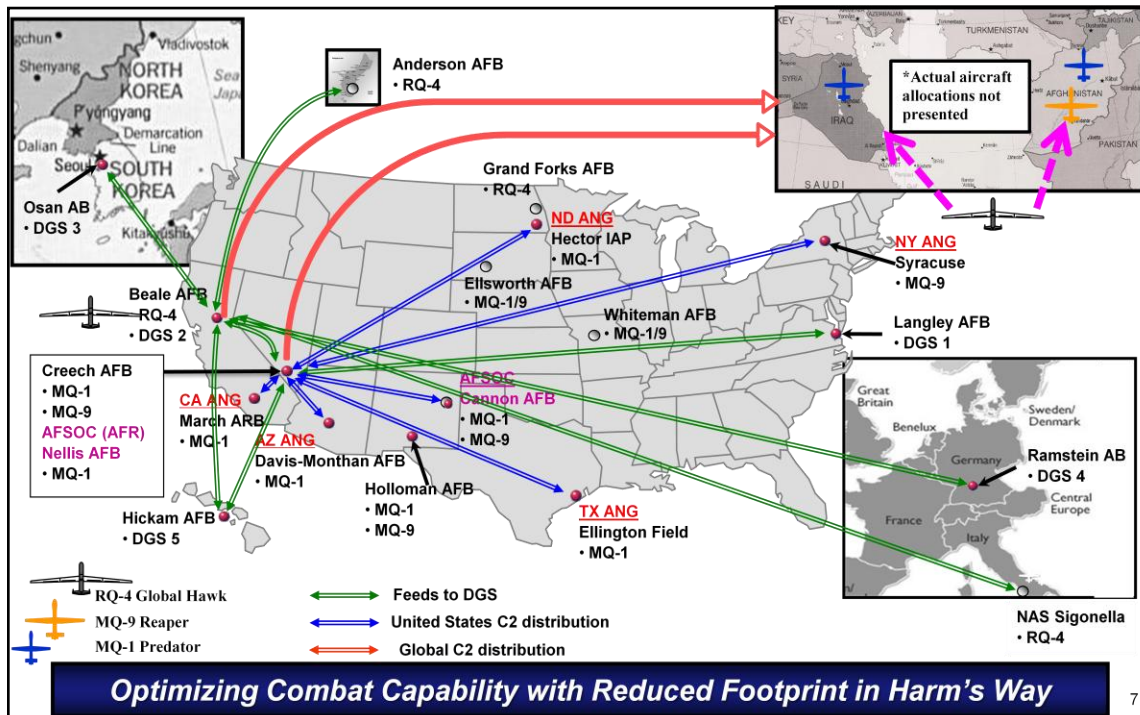 gchun
Vladivostok
Shenyang
NORTH
KOREA
Sea
Japa
P'yŏngyang
Demarcation
Line
Dalian
Seoul
SOUTH
KOREA
Kitakyushu
Osan AB
• DGS 3
Anderson AFB
• RQ-4
KEY
AZERBAIJAN
TURKMENISTAN
TAJIKISTAN
SYRIA
IRAQ
AFGHANISTAN
PAKISTAN
SAUDI
*Actual aircraft
allocations not
presented
Grand Forks AFB
• RQ-4
ND ANG
Hector IAP
• MQ-1
Ellsworth AFB
• MQ-1/9
Whiteman AFB
• MQ-1/9
NY ANG
Syracuse
• MQ-9
Langley AFB
• DGS 1
Beale AFB
RQ-4
• DGS 2
Creech AFB
• MQ-1
• MQ-9
AFSOC (AFR)
Nellis AFB
• MQ-1
CA ANG
March ARB
• MQ-1
AZ ANG
Davis-Monthan AFB
• MQ-1
Holloman AFB
• MQ-1
• MQ-9
AFSOC
Cannon AFB
• MQ-1
• MQ-9
TX ANG
Ellington Field
• MQ-1
Hickam AFB
• DGS 5
Great
Britain
Sweden/
Denmark
Benelux
Germany
Ramstein AB
• DGS 4
Central
Europe
France
Italy
NAS Sigonella
• RQ-4
RQ-4 Global Hawk
MQ-9 Reaper
MQ-1 Predator
Feeds to DGS
United States C2 distribution
Global C2 distribution
Optimizing Combat Capability with Reduced Footprint in Harm's Way
7